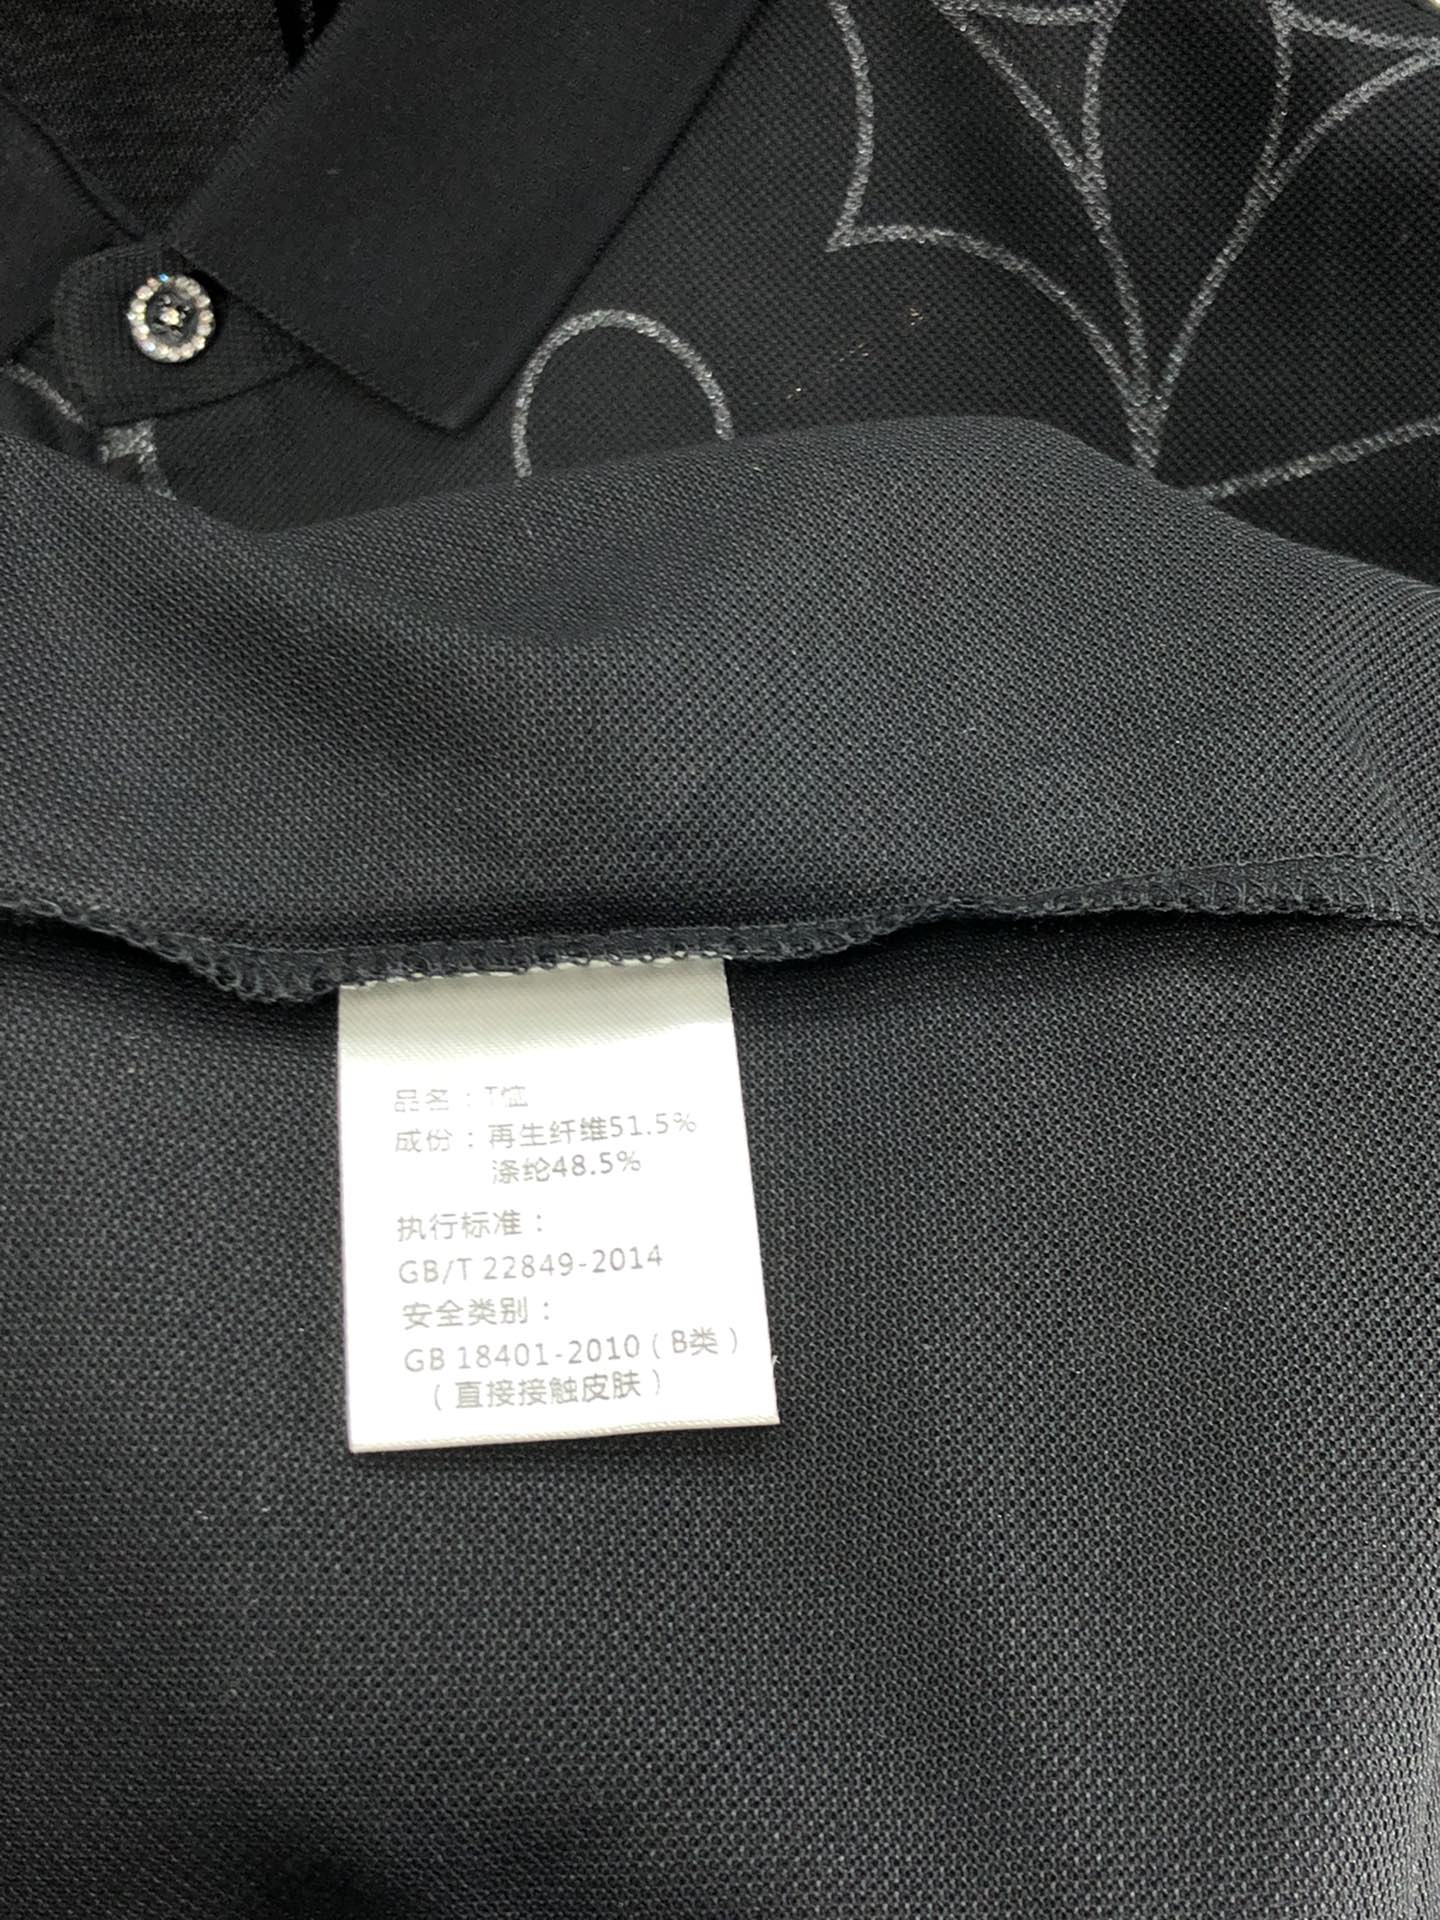 品名：T恤
成份：再生纤维51.5%
涤纶48.5%
执行标准：
GB/T 22849-2014
安全类别：
GB 18401-2010（B类）
（直接接触皮肤）